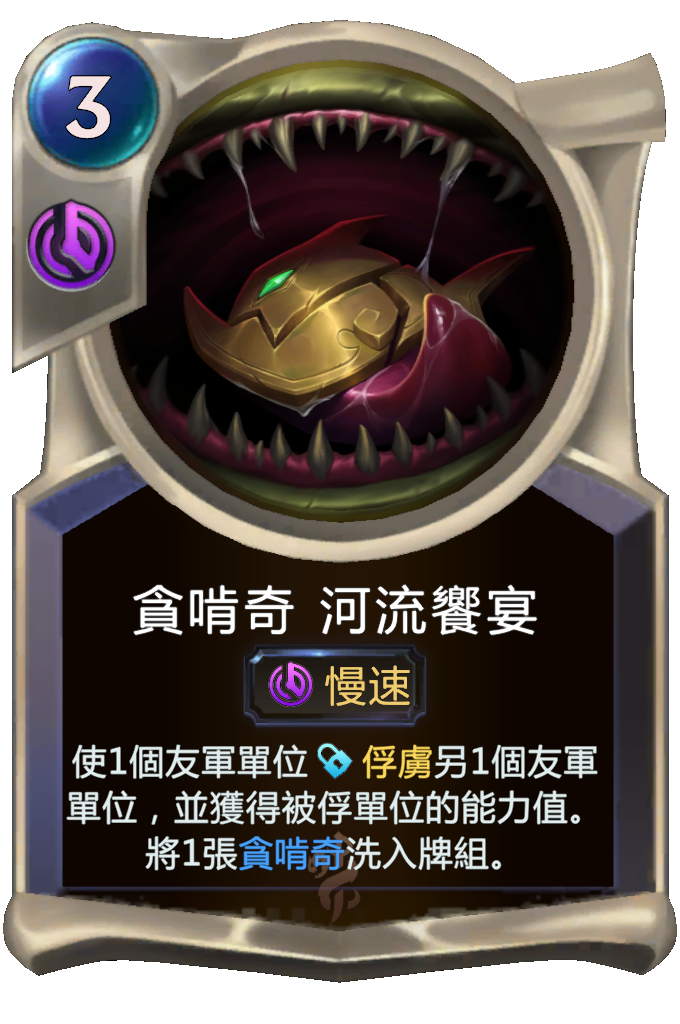 3
貪啃奇 河流饗宴
慢速
使1個友軍單位 俘虜另1個友軍
單位，並獲得被俘單位的能力值。
將1張貪啃奇洗入牌組。